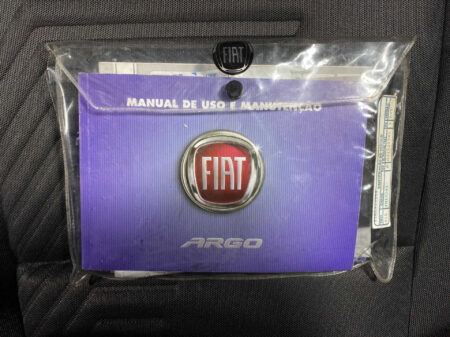 FIAT
MANUAL DE USO E MANUTENÇÃO
FIAT
ARGO